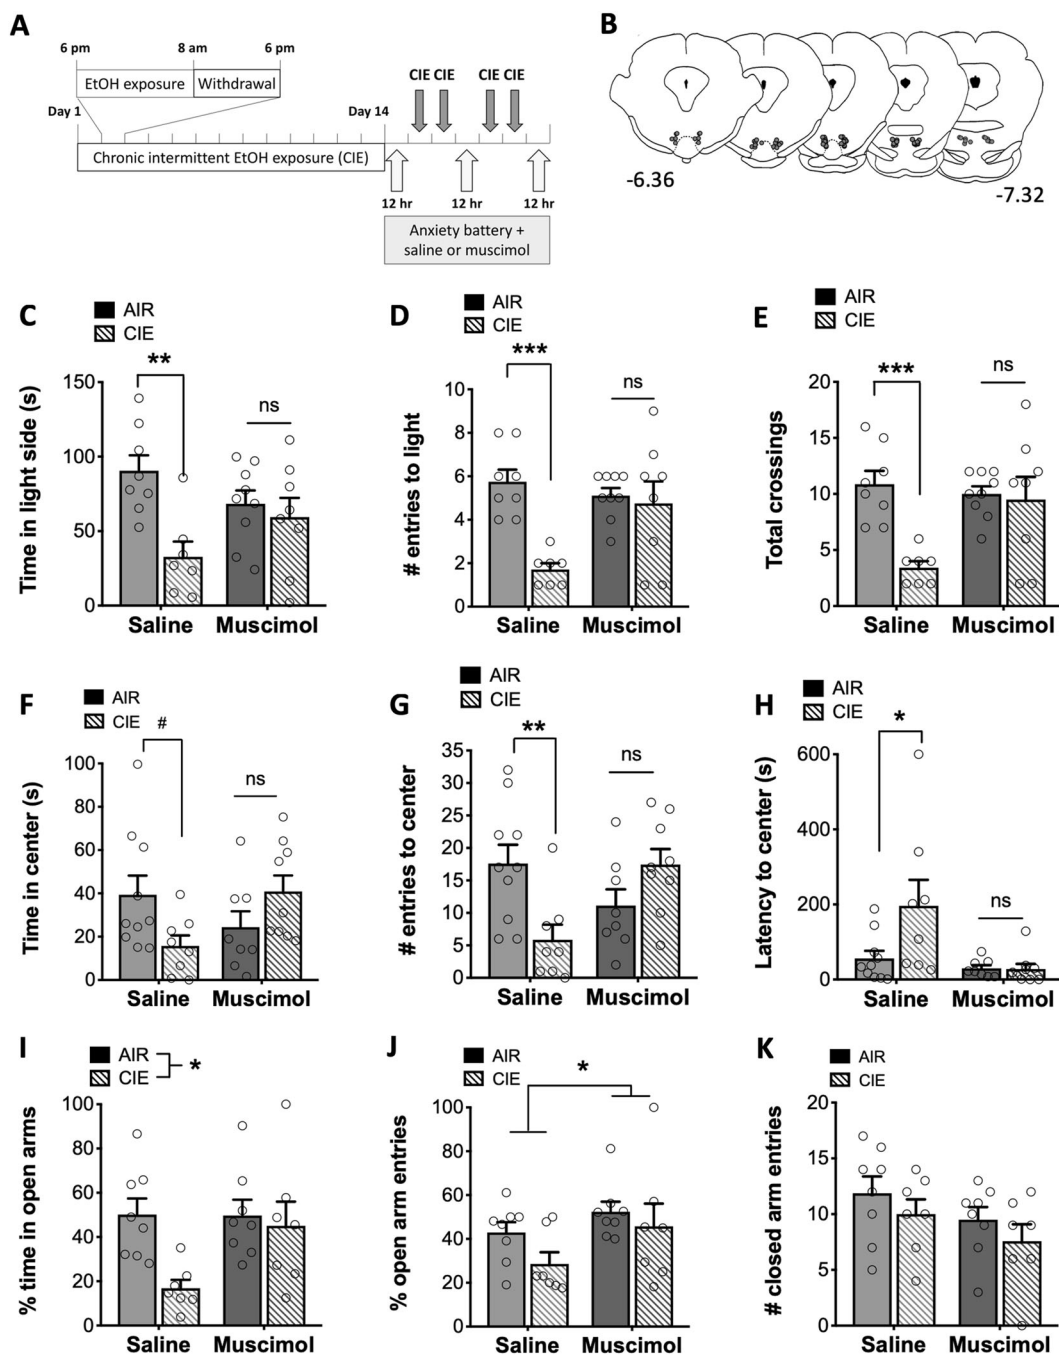 A
6 pm
8 am
6 pm
EtOH exposure
Withdrawal
CIE CIE
CIE CIE
Day 1
Day 14
Chronic intermittent EtOH exposure (CIE)
12 hr
12 hr
12 hr
Anxiety battery +
saline or muscimol
B
-6.36
-7.32
C
AIR
CIE
Time in light side (s)
150
100
50
0
**
ns
Saline
Muscimol
D
AIR
CIE
# entries to light
10
8
6
4
2
0
***
ns
Saline
Muscimol
E
AIR
CIE
Total crossings
20
15
10
5
0
***
ns
Saline
Muscimol
F
AIR
CIE
Time in center (s)
100
80
60
40
20
0
#
ns
Saline
Muscimol
G
AIR
CIE
# entries to center
35
30
25
20
15
10
5
0
**
ns
Saline
Muscimol
H
AIR
CIE
Latency to center (s)
600
400
200
0
*
ns
Saline
Muscimol
I
AIR
CIE
*
% time in open arms
100
80
60
40
20
0
Saline
Muscimol
J
AIR
CIE
*
% open arm entries
100
80
60
40
20
0
Saline
Muscimol
K
AIR
CIE
# closed arm entries
20
15
10
5
0
Saline
Muscimol